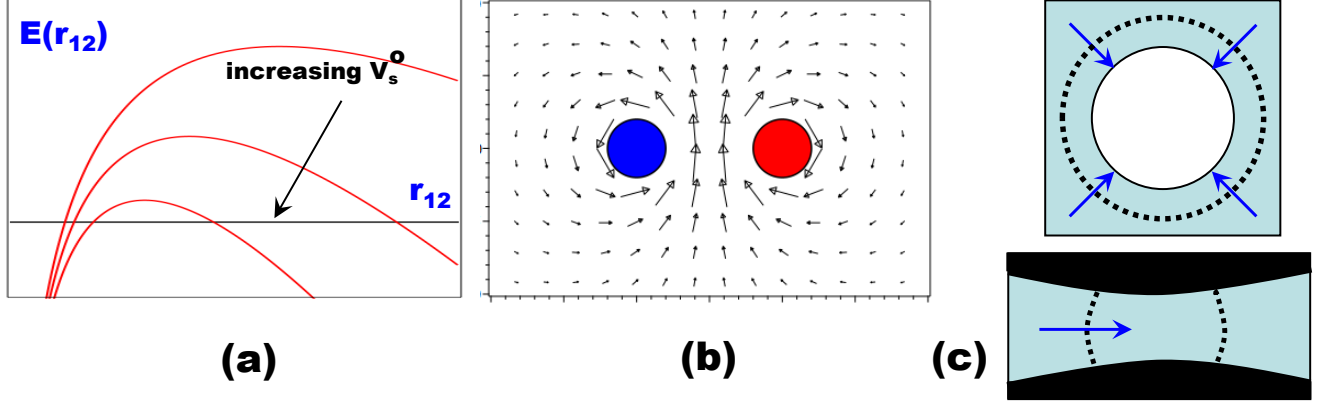 E(r₁₂)
increasing Vₛᵒ
r₁₂
(a)
(b)
(c)